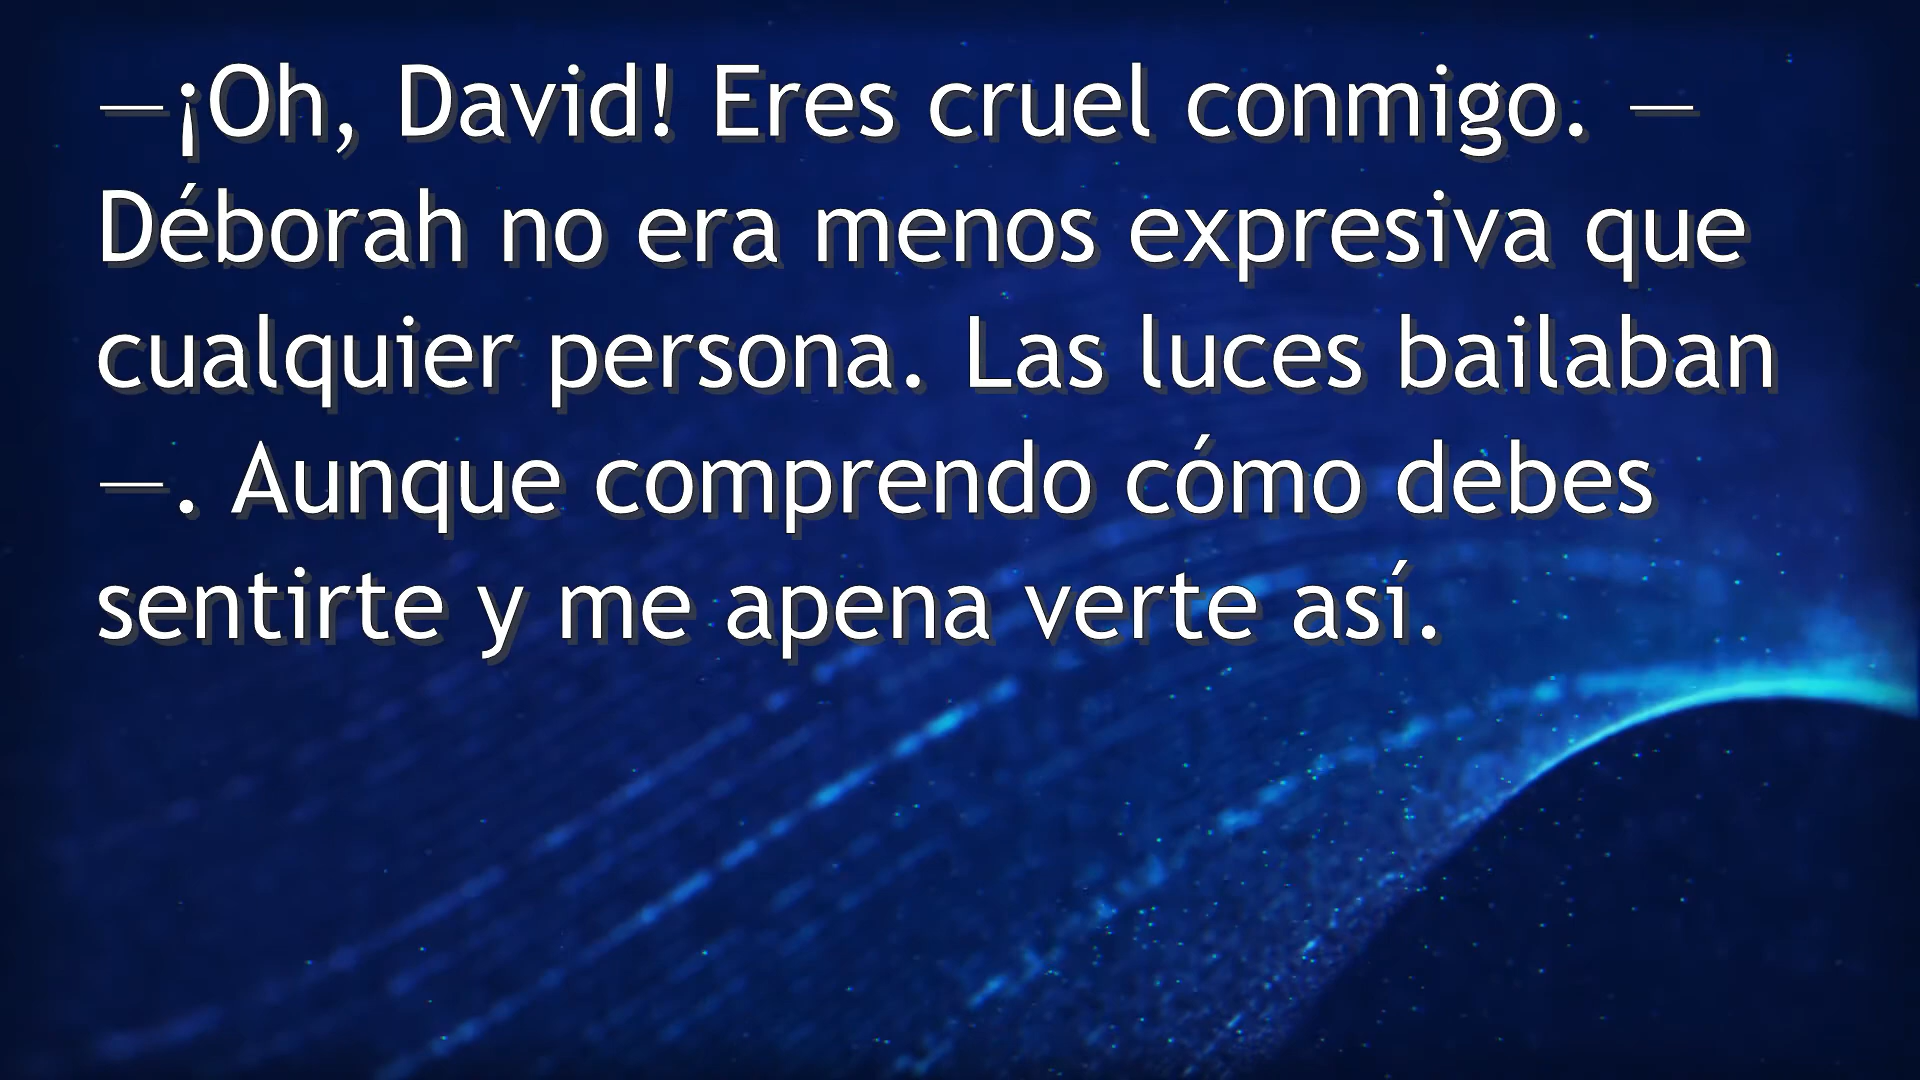 —¡Oh, David! Eres cruel conmigo. —
Déborah no era menos expresiva que
cualquier persona. Las luces bailaban
—. Aunque comprendo cómo debes
sentirte y me apena verte así.